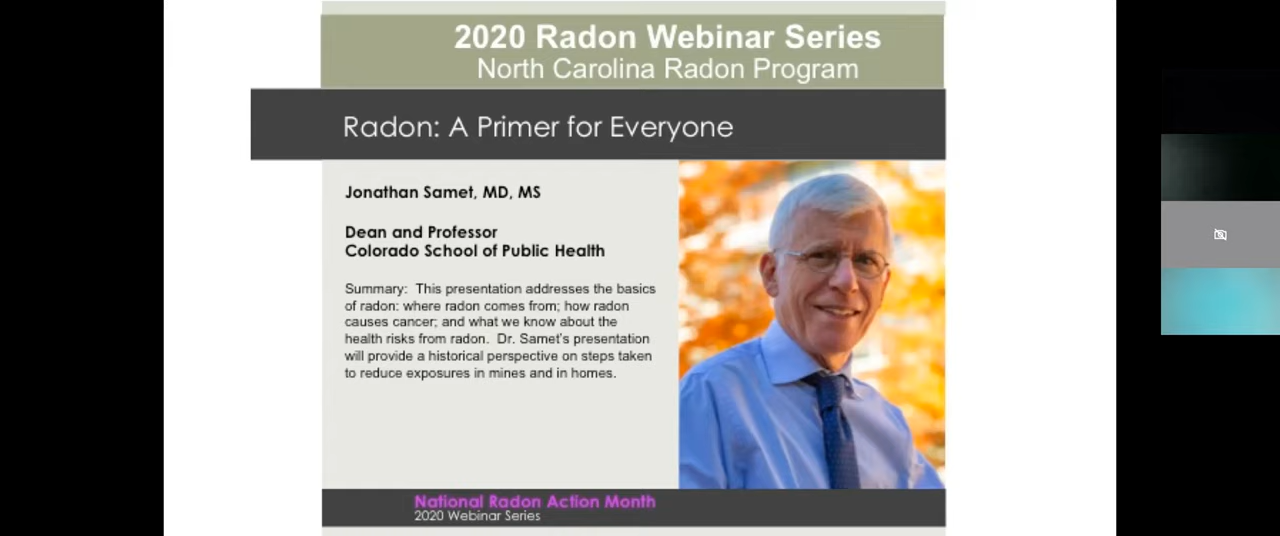 2020 Radon Webinar Series
North Carolina Radon Program
Radon: A Primer for Everyone
Jonathan Samet, MD, MS
Dean and Professor
Colorado School of Public Health
Summary:  This presentation addresses the basics
of radon: where radon comes from; how radon
causes cancer; and what we know about the
health risks from radon.  Dr. Samet's presentation
will provide a historical perspective on steps taken
to reduce exposures in mines and in homes.
National Radon Action Month
2020 Webinar Series